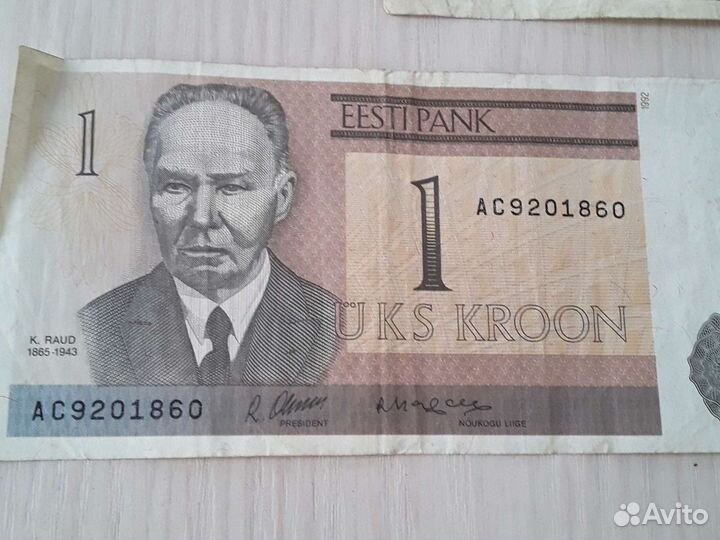 1
EESTI PANK
1992
1
AC9201860
ÜKS KROON
K. RAUD
1865-1943
AC9201860
PRESIDENT
NÕUKOGU LIIGE
Avito